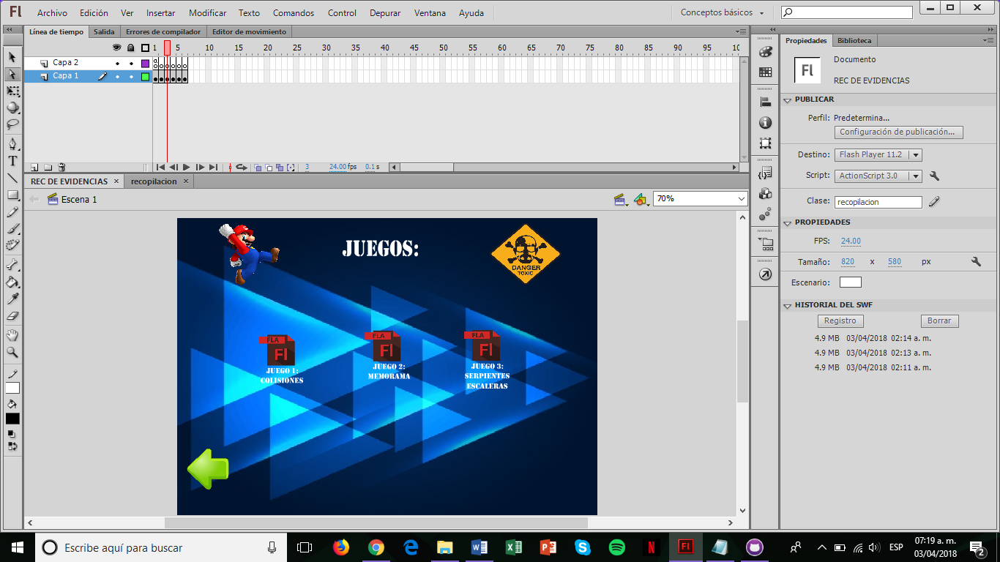 Fl Archivo Edición Ver Insertar Modificar Texto Comandos Control Depurar Ventana Ayuda Conceptos básicos
Línea de tiempo Salida Errores de compilador Editor de movimiento
1 5 10 15 20 25 30 35 40 45 50 55 60 65 70 75 80 85 90 95 10
Capa 2
Capa 1
3 24.00 fps 0.1 s
REC DE EVIDENCIAS recopilacion
Escena 1 70%
JUEGOS:
DANGER
TOXIC
FLA FLA FLA
Fl Fl Fl
JUEGO 1:
COLISIONES
JUEGO 2:
MEMORAMA
JUEGO 3:
SERPIENTES
ESCALERAS
Propiedades Biblioteca
Fl
Documento
REC DE EVIDENCIAS
PUBLICAR
Perfil: Predetermina...
Configuración de publicación...
Destino: Flash Player 11.2
Script: ActionScript 3.0
Clase: recopilacion
PROPIEDADES
FPS: 24.00
Tamaño: 820 x 580 px
Escenario:
HISTORIAL DEL SWF
Registro Borrar
4.9 MB 03/04/2018 02:14 a. m.
4.9 MB 03/04/2018 02:13 a. m.
4.9 MB 03/04/2018 02:11 a. m.
Escribe aquí para buscar
ESP
07:19 a. m.
03/04/2018
2